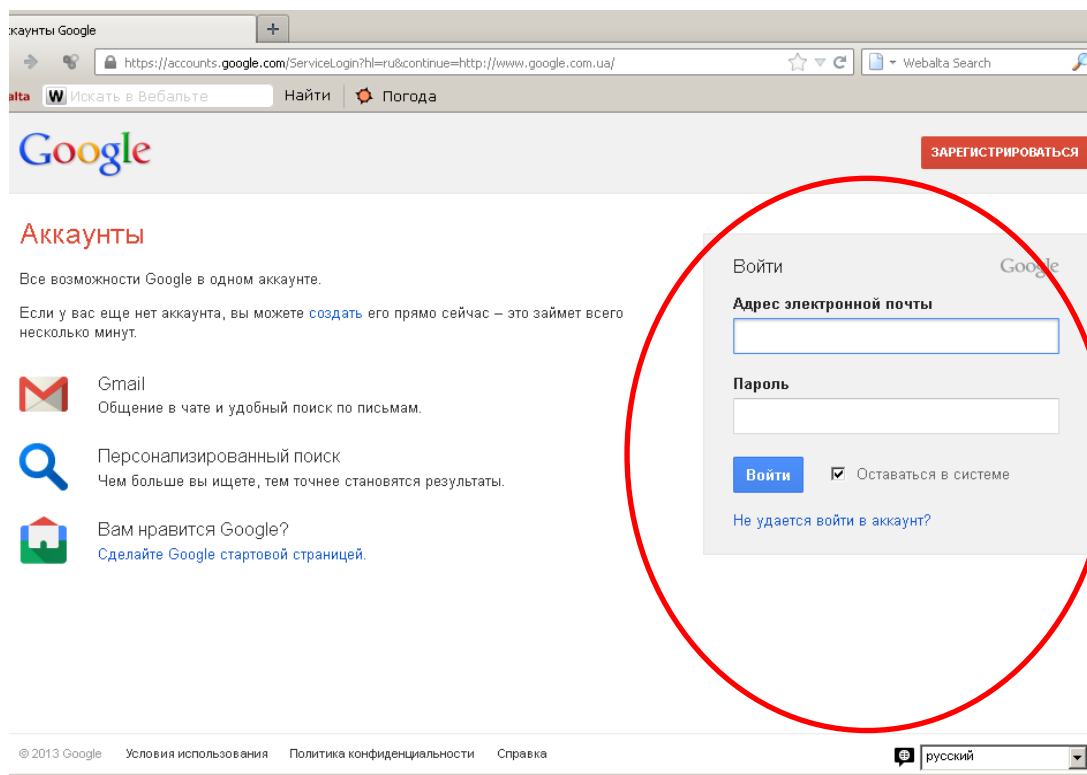 ккаунты Google
https://accounts.google.com/ServiceLogin?hl=ru&continue=http://www.google.com.ua/
Webalta Search
alta W Искать в Вебальте Найти Погода
Google
ЗАРЕГИСТРИРОВАТЬСЯ
Аккаунты
Все возможности Google в одном аккаунте.
Если у вас еще нет аккаунта, вы можете создать его прямо сейчас – это займет всего
несколько минут.
Gmail
Общение в чате и удобный поиск по письмам.
Персонализированный поиск
Чем больше вы ищете, тем точнее становятся результаты.
Вам нравится Google?
Сделайте Google стартовой страницей.
Войти Google
Адрес электронной почты
Пароль
Войти Оставаться в системе
Не удается войти в аккаунт?
© 2013 Google Условия использования Политика конфиденциальности Справка
русский